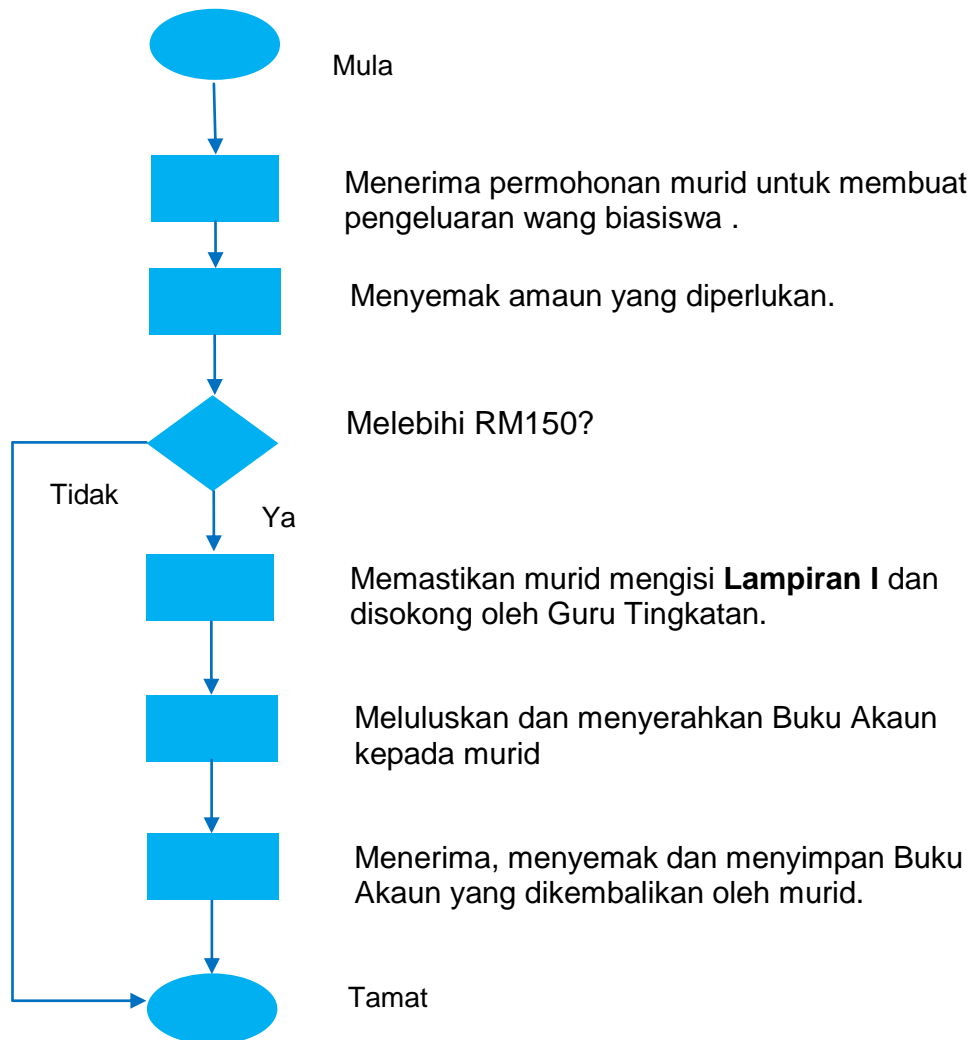 Mula
Menerima permohonan murid untuk membuat
pengeluaran wang biasiswa .
Menyemak amaun yang diperlukan.
Melebihi RM150?
Tidak
Ya
Memastikan murid mengisi Lampiran I dan
disokong oleh Guru Tingkatan.
Meluluskan dan menyerahkan Buku Akaun
kepada murid
Menerima, menyemak dan menyimpan Buku
Akaun yang dikembalikan oleh murid.
Tamat